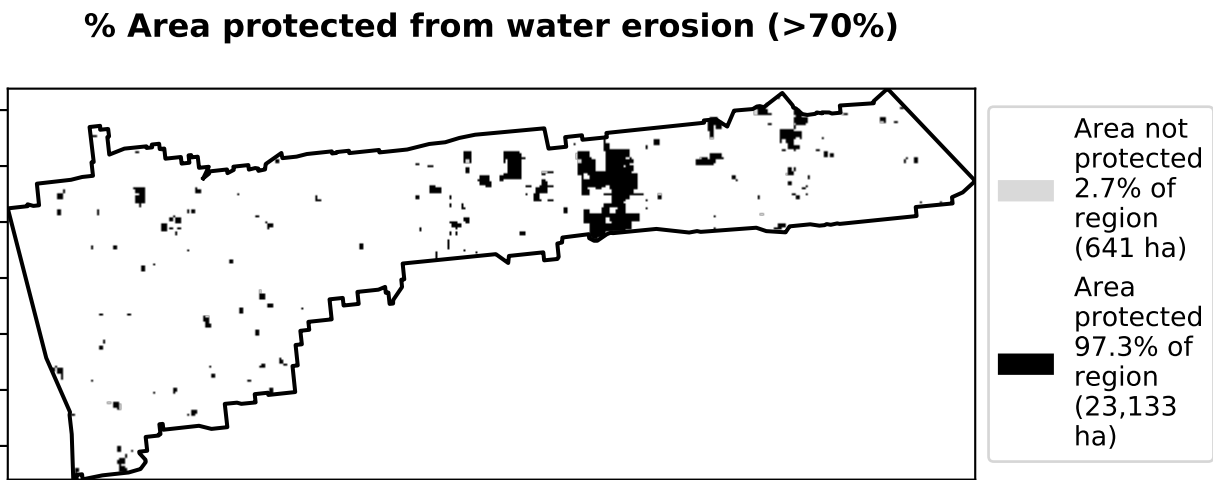 % Area protected from water erosion (>70%)
Area not
protected
2.7% of
region
(641 ha)
Area
protected
97.3% of
region
(23,133
ha)